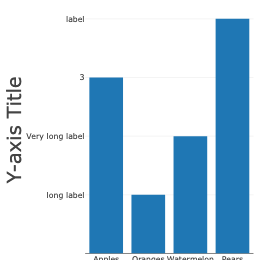 label
3
Very long label
long label
Y-axis Title
Apples
Oranges
Watermelon
Pears